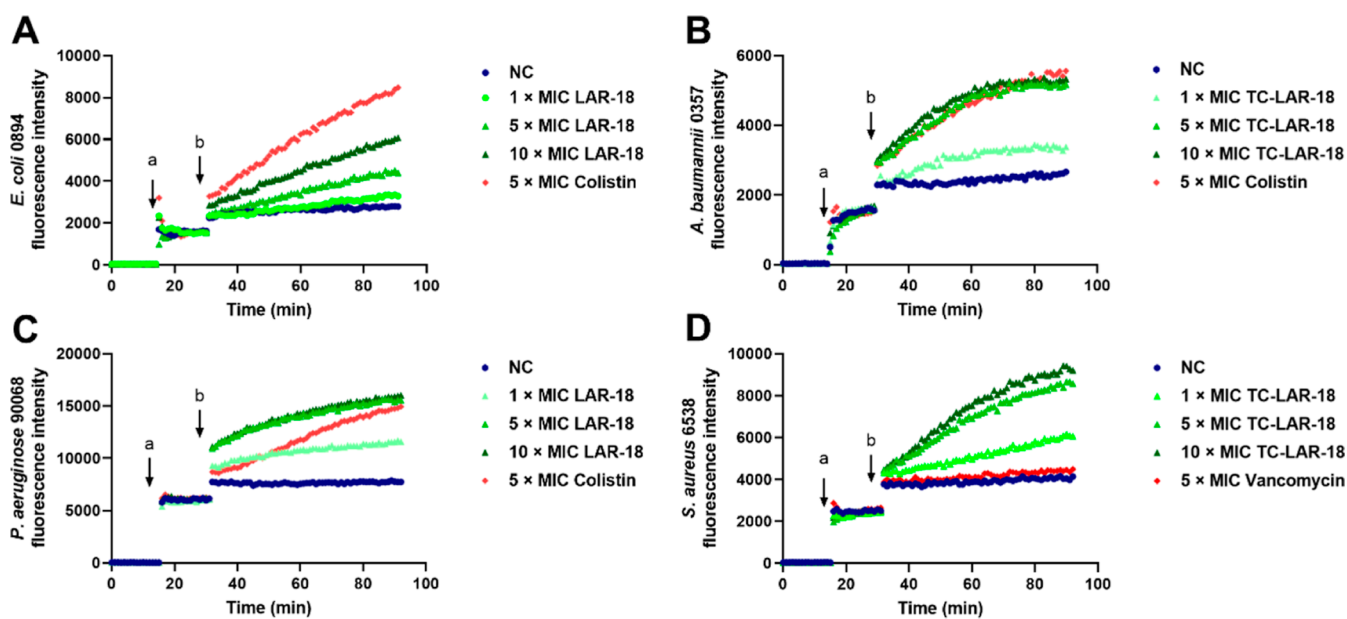 A
E. coli 0894
fluorescence intensity
10000
8000
6000
4000
2000
0
a
b
0 20 40 60 80 100
Time (min)
NC
1 × MIC LAR-18
5 × MIC LAR-18
10 × MIC LAR-18
5 × MIC Colistin
B
A. baumannii 0357
fluorescence intensity
6000
4000
2000
0
a
b
0 20 40 60 80 100
Time (min)
NC
1 × MIC TC-LAR-18
5 × MIC TC-LAR-18
10 × MIC TC-LAR-18
5 × MIC Colistin
C
P. aeruginose 90068
fluorescence intensity
20000
15000
10000
5000
0
a
b
0 20 40 60 80 100
Time (min)
NC
1 × MIC LAR-18
5 × MIC LAR-18
10 × MIC LAR-18
5 × MIC Colistin
D
S. aureus 6538
fluorescence intensity
10000
8000
6000
4000
2000
0
a
b
0 20 40 60 80 100
Time (min)
NC
1 × MIC TC-LAR-18
5 × MIC TC-LAR-18
10 × MIC TC-LAR-18
5 × MIC Vancomycin